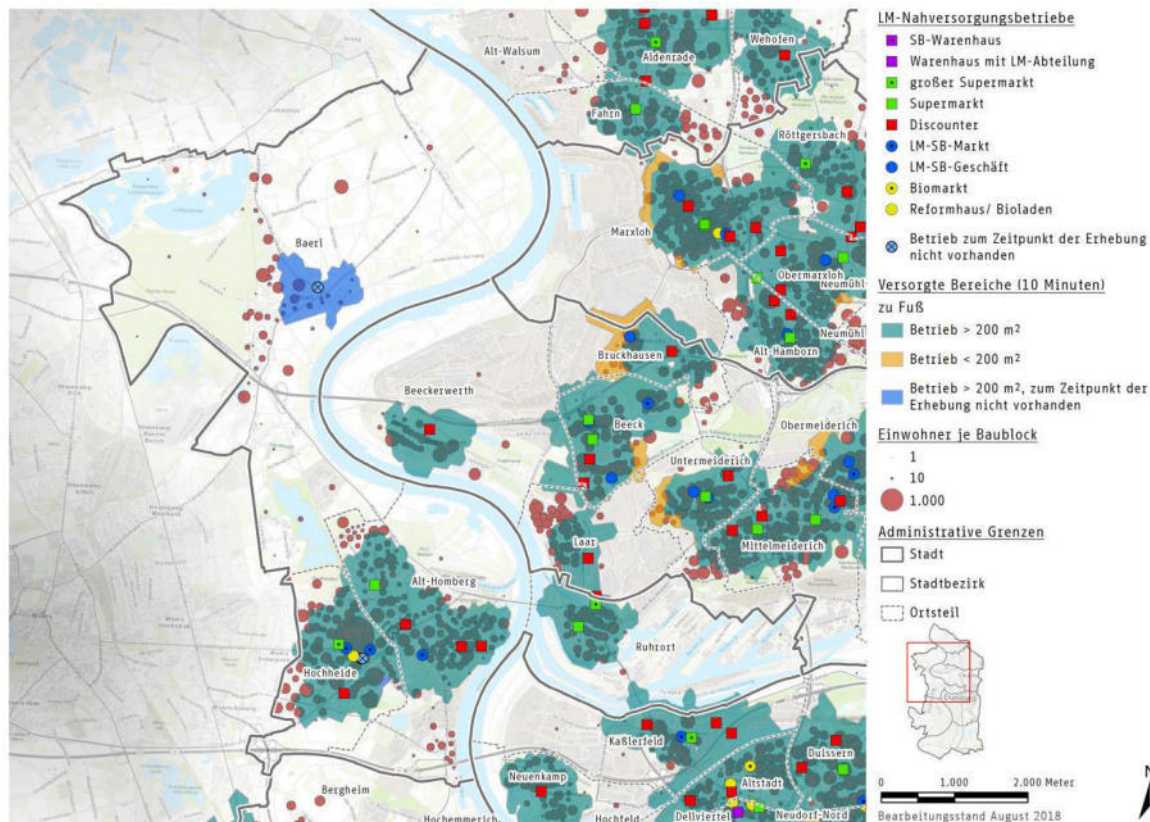 Alt-Walsum
Aldenrade
Wehofen
Fahrn
Röttgersbach
Baerl
Marxloh
Obermarxloh
Neumühl
Neumühl
Alt-Hamborn
Bruckhausen
Beeckerwerth
Beeck
Obermeiderich
Untermeiderich
Laar
Mittelmeiderich
Alt-Homberg
Ruhrort
Hochheide
Kaßlerfeld
Duissern
Neuenkamp
Altstadt
Bergheim
Hochemmerich
Hochfeld
Dellviertel
Neudorf-Nord
LM-Nahversorgungsbetriebe
SB-Warenhaus
Warenhaus mit LM-Abteilung
großer Supermarkt
Supermarkt
Discounter
LM-SB-Markt
LM-SB-Geschäft
Biomarkt
Reformhaus/ Bioladen
Betrieb zum Zeitpunkt der Erhebung
nicht vorhanden
Versorgte Bereiche (10 Minuten)
zu Fuß
Betrieb > 200 m²
Betrieb < 200 m²
Betrieb > 200 m², zum Zeitpunkt der
Erhebung nicht vorhanden
Einwohner je Baublock
1
10
1.000
Administrative Grenzen
Stadt
Stadtbezirk
Ortsteil
0 1.000 2.000 Meter
N
Bearbeitungsstand August 2018